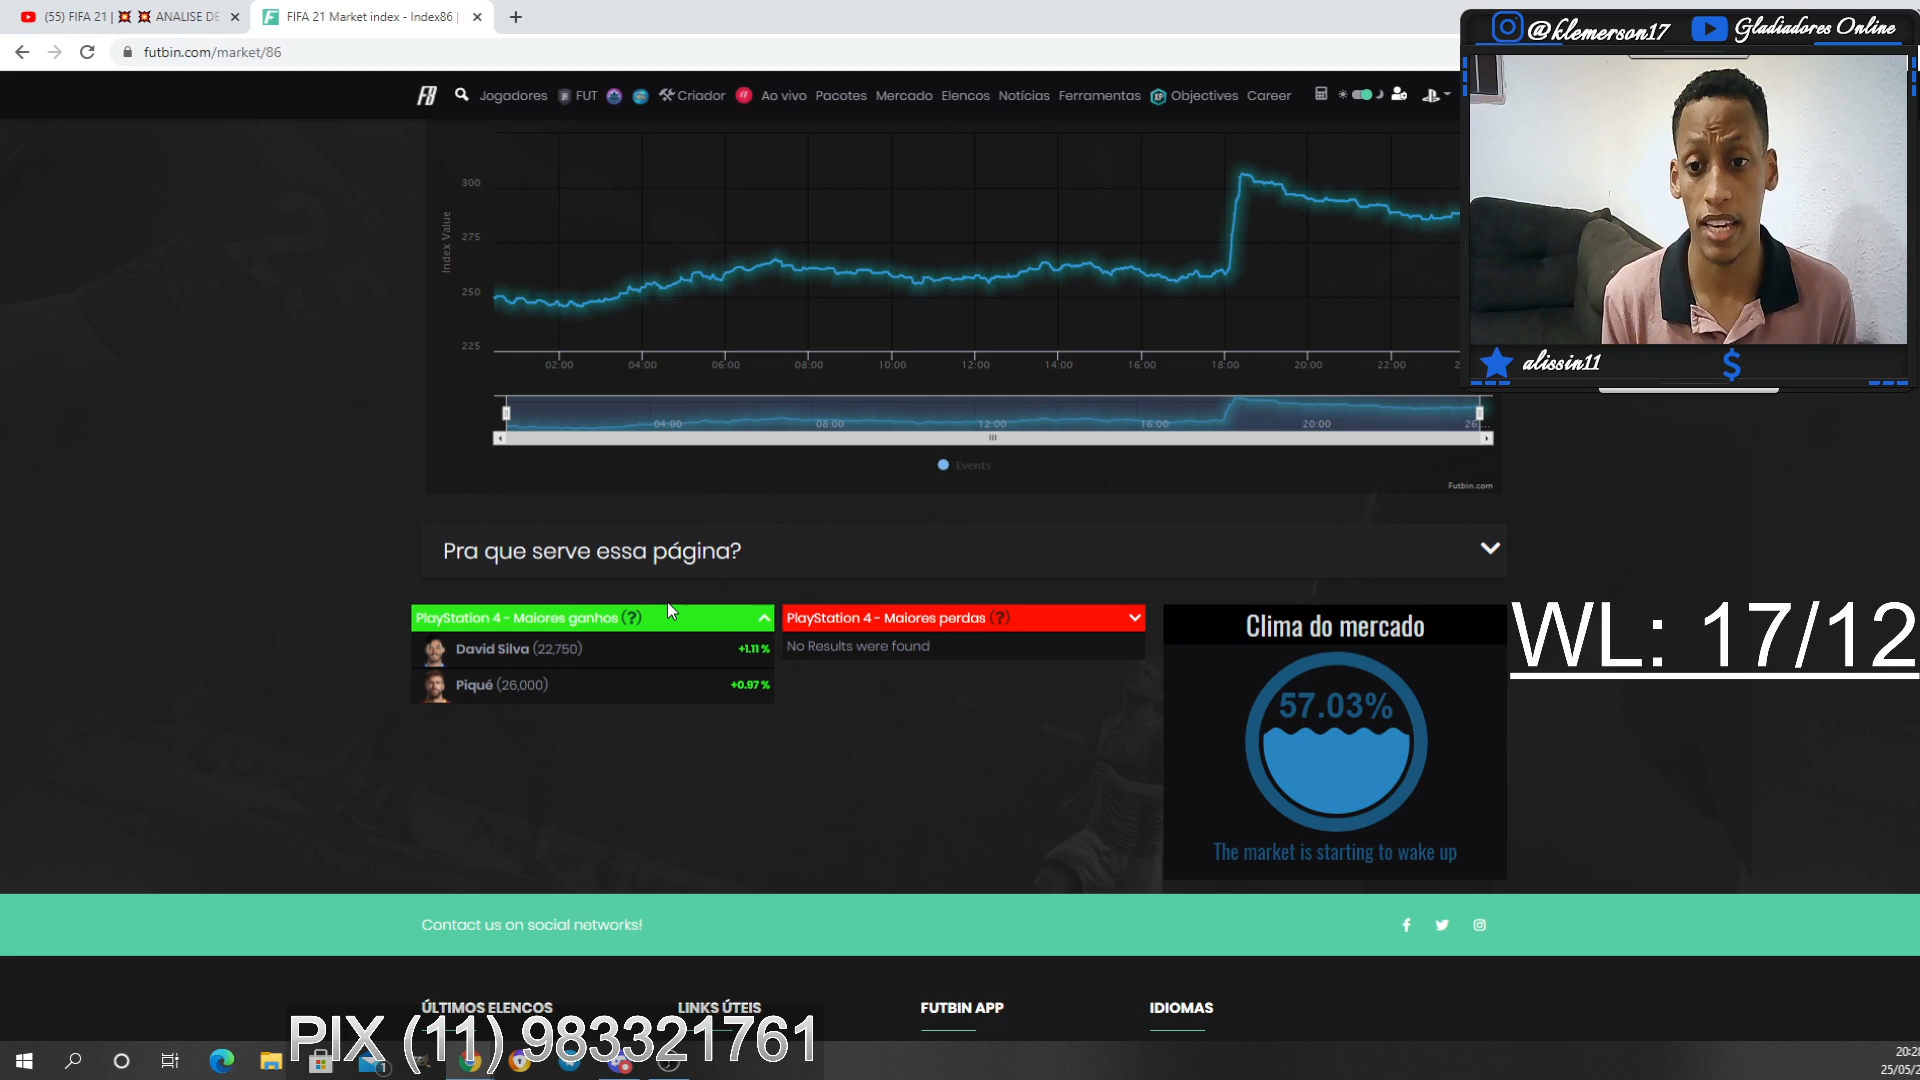 (55) FIFA 21 | 💥 💥 ANALISE DE
FIFA 21 Market index - Index86 |
futbin.com/market/86
@klemerson17
Gladiadores Online
Jogadores
FUT
Criador
Ao vivo
Pacotes
Mercado
Elencos
Notícias
Ferramentas
Objectives
Career
Index Value
300
275
250
225
02:00 04:00 06:00 08:00 10:00 12:00 14:00 16:00 18:00 20:00 22:00
04:00 08:00 12:00 16:00 20:00 26...
Events
Futbin.com
alissin11
Pra que serve essa página?
PlayStation 4 - Maiores ganhos (?)
David Silva (22,750) +1.11 %
Piqué (26,000) +0.97 %
PlayStation 4 - Maiores perdas (?)
No Results were found
Clima do mercado
57.03%
The market is starting to wake up
WL: 17/12
Contact us on social networks!
ÚLTIMOS ELENCOS
LINKS ÚTEIS
FUTBIN APP
IDIOMAS
PIX (11) 983321761
20:28
25/05/2